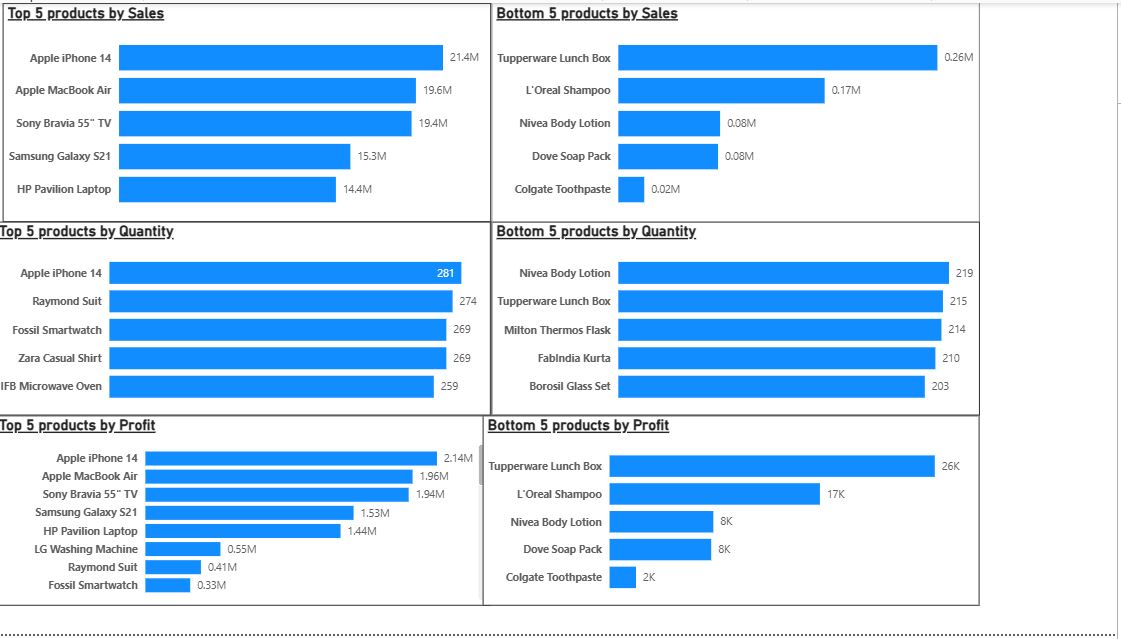 Top 5 products by Sales
Apple iPhone 14 21.4M
Apple MacBook Air 19.6M
Sony Bravia 55" TV 19.4M
Samsung Galaxy S21 15.3M
HP Pavilion Laptop 14.4M
Bottom 5 products by Sales
Tupperware Lunch Box 0.26M
L'Oreal Shampoo 0.17M
Nivea Body Lotion 0.08M
Dove Soap Pack 0.08M
Colgate Toothpaste 0.02M
Top 5 products by Quantity
Apple iPhone 14 281
Raymond Suit 274
Fossil Smartwatch 269
Zara Casual Shirt 269
IFB Microwave Oven 259
Bottom 5 products by Quantity
Nivea Body Lotion 219
Tupperware Lunch Box 215
Milton Thermos Flask 214
FabIndia Kurta 210
Borosil Glass Set 203
Top 5 products by Profit
Apple iPhone 14 2.14M
Apple MacBook Air 1.96M
Sony Bravia 55" TV 1.94M
Samsung Galaxy S21 1.53M
HP Pavilion Laptop 1.44M
LG Washing Machine 0.55M
Raymond Suit 0.41M
Fossil Smartwatch 0.33M
Bottom 5 products by Profit
Tupperware Lunch Box 26K
L'Oreal Shampoo 17K
Nivea Body Lotion 8K
Dove Soap Pack 8K
Colgate Toothpaste 2K